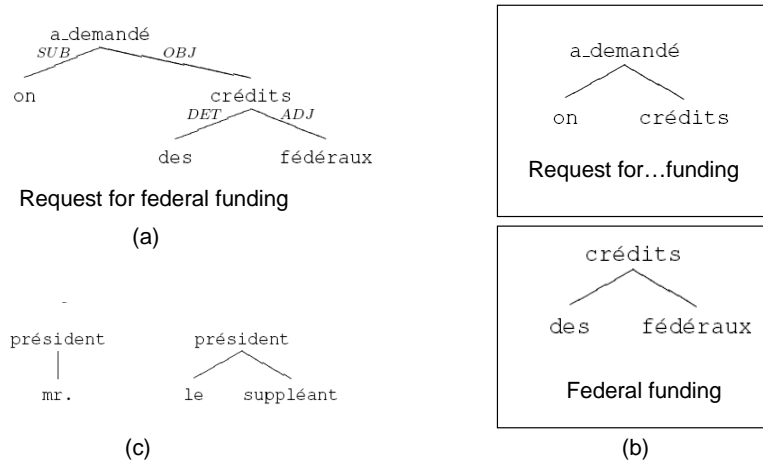 a_demandé
SUB OBJ
on crédits
DET ADJ
des fédéraux
Request for federal funding
(a)
a_demandé
on crédits
Request for…funding
crédits
des fédéraux
Federal funding
(b)
président président
mr. le suppléant
(c)